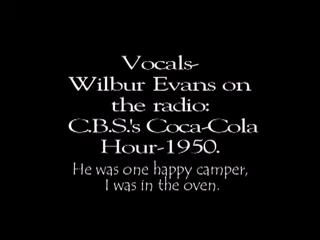 Vocals-
Wilbur Evans on
the radio:
C.B.S.'s Coca-Cola
Hour-1950.
He was one happy camper,
I was in the oven.